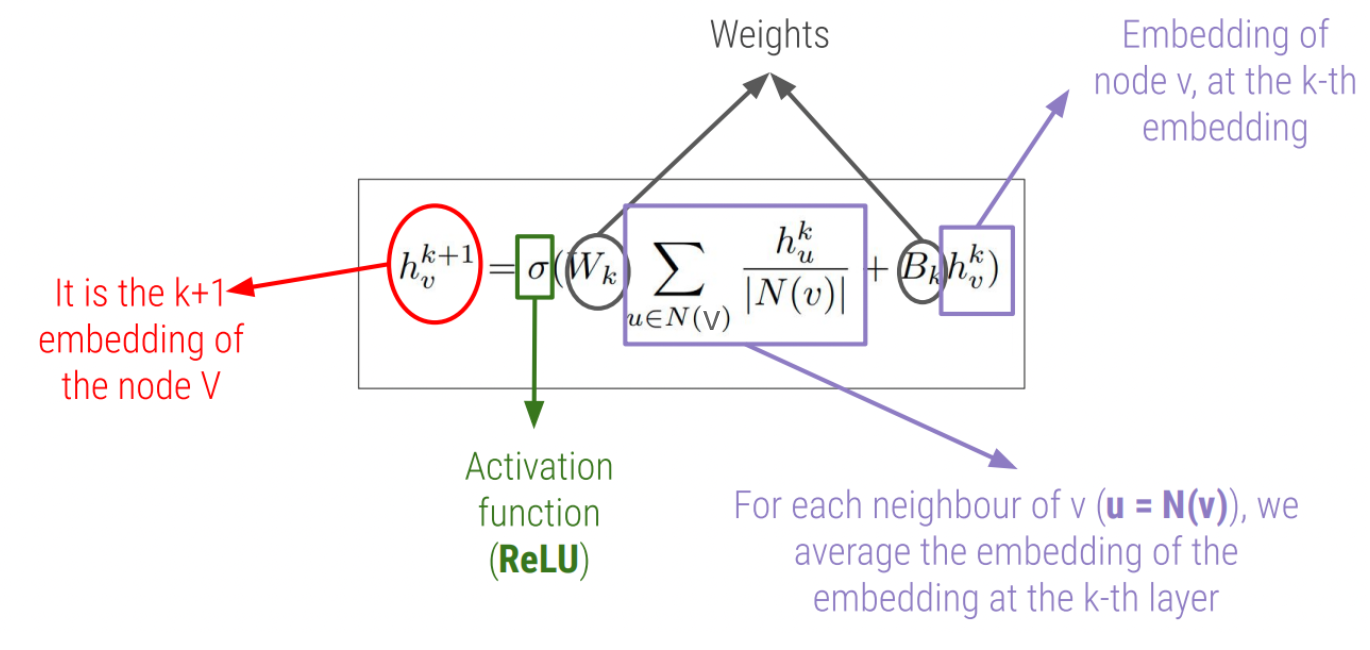 Weights
Embedding of
node v, at the k-th
embedding
h_v^{k+1} = σ(W_k \sum_{u∈N(v)} \frac{h_u^k}{|N(v)|} + B_k h_v^k)
It is the k+1
embedding of
the node V
Activation
function
(ReLU)
For each neighbour of v (u = N(v)), we
average the embedding of the
embedding at the k-th layer